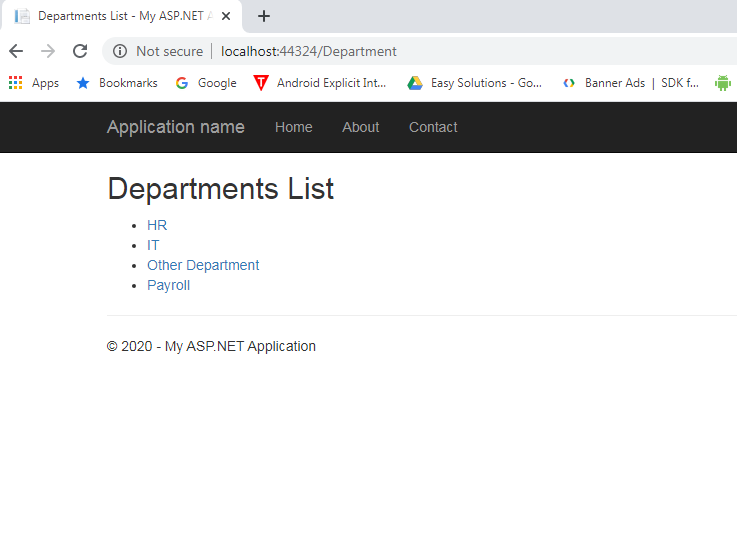 Departments List - My ASP.NET A
Not secure | localhost:44324/Department
Apps Bookmarks Google Android Explicit Int... Easy Solutions - Go... Banner Ads | SDK f...
Application name Home About Contact
Departments List
• HR
• IT
• Other Department
• Payroll
© 2020 - My ASP.NET Application